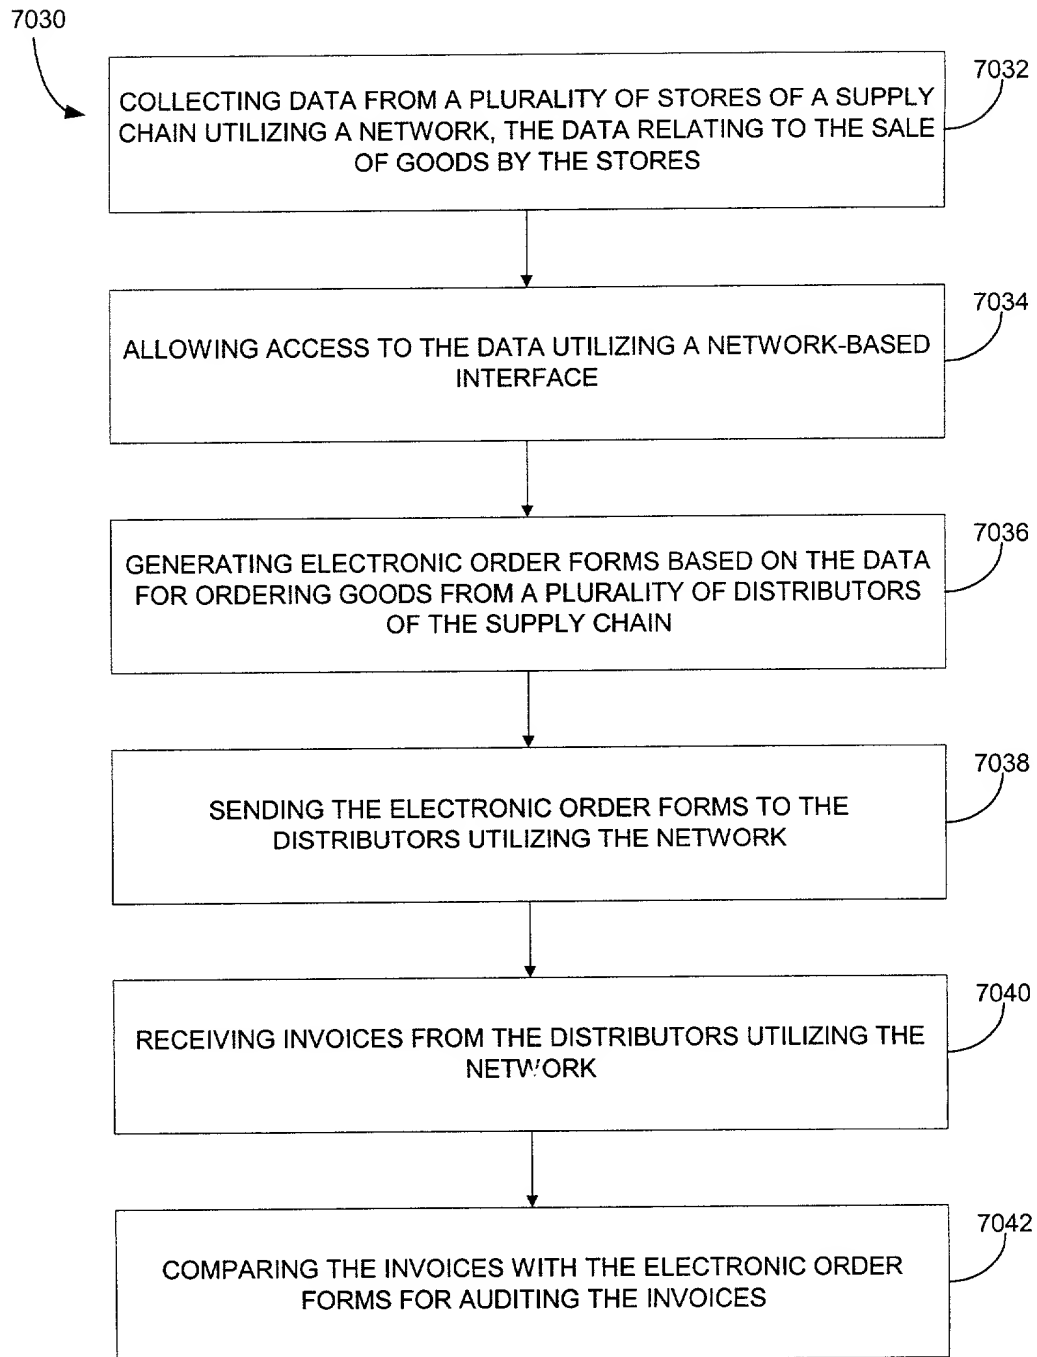 7030
7032
COLLECTING DATA FROM A PLURALITY OF STORES OF A SUPPLY
CHAIN UTILIZING A NETWORK, THE DATA RELATING TO THE SALE
OF GOODS BY THE STORES
7034
ALLOWING ACCESS TO THE DATA UTILIZING A NETWORK-BASED
INTERFACE
7036
GENERATING ELECTRONIC ORDER FORMS BASED ON THE DATA
FOR ORDERING GOODS FROM A PLURALITY OF DISTRIBUTORS
OF THE SUPPLY CHAIN
7038
SENDING THE ELECTRONIC ORDER FORMS TO THE
DISTRIBUTORS UTILIZING THE NETWORK
7040
RECEIVING INVOICES FROM THE DISTRIBUTORS UTILIZING THE
NETWORK
7042
COMPARING THE INVOICES WITH THE ELECTRONIC ORDER
FORMS FOR AUDITING THE INVOICES